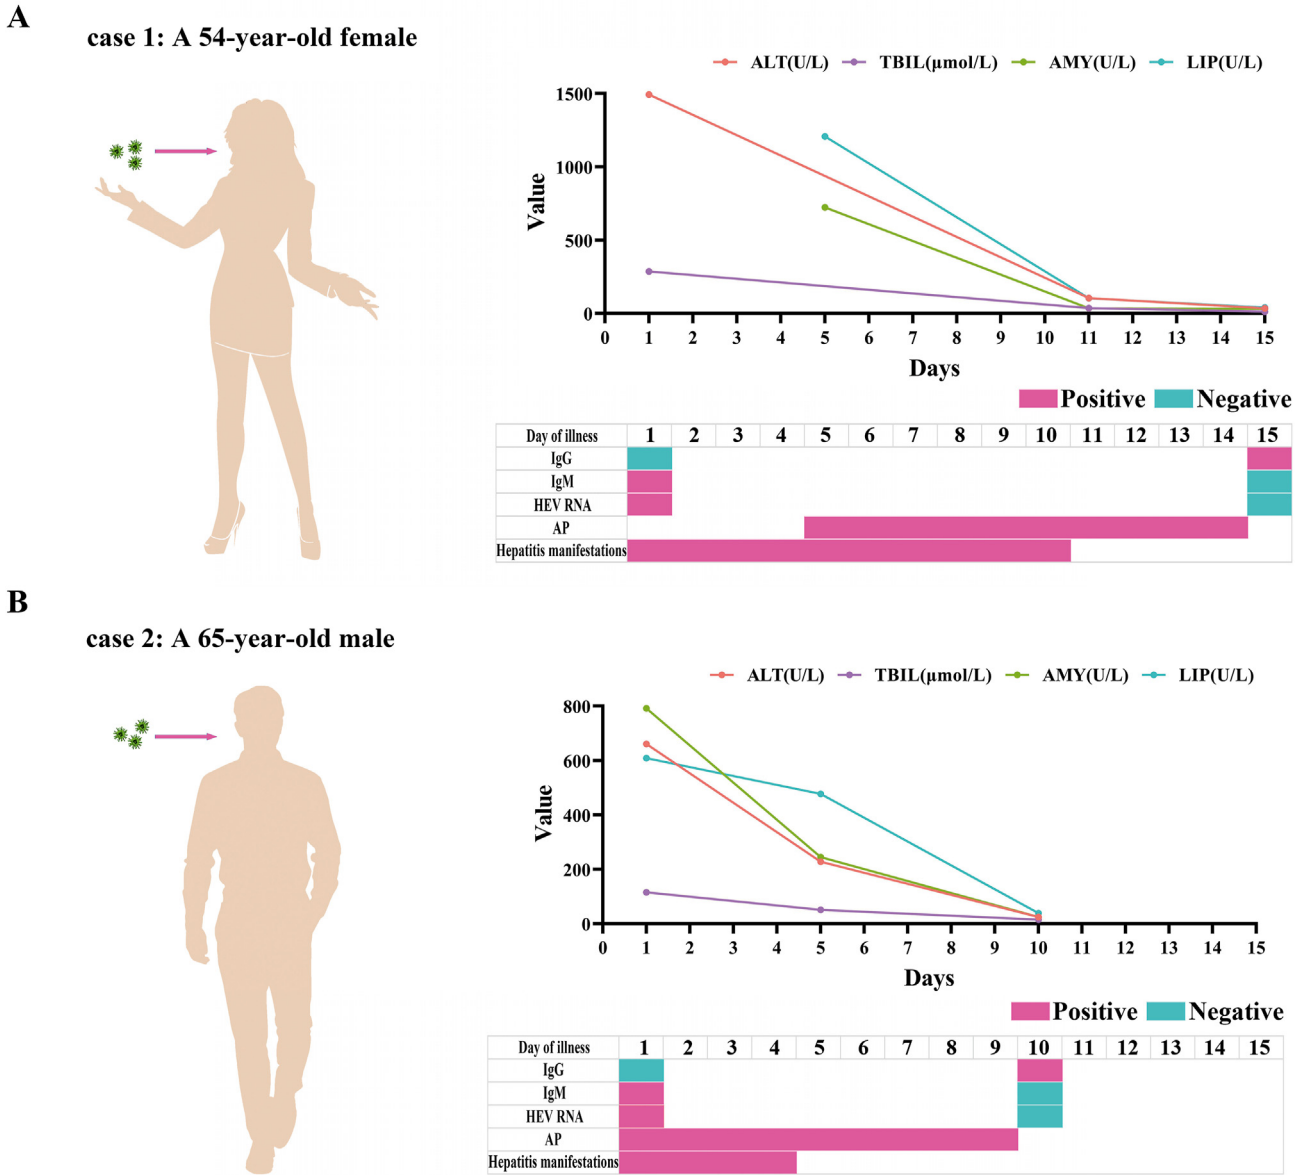 A
case 1: A 54-year-old female
ALT(U/L) TBIL(μmol/L) AMY(U/L) LIP(U/L)
1500
1000
500
0
Value
0 1 2 3 4 5 6 7 8 9 10 11 12 13 14 15
Days
Positive Negative
Day of illness 1 2 3 4 5 6 7 8 9 10 11 12 13 14 15
IgG
IgM
HEV RNA
AP
Hepatitis manifestations
B
case 2: A 65-year-old male
ALT(U/L) TBIL(μmol/L) AMY(U/L) LIP(U/L)
800
600
400
200
0
Value
0 1 2 3 4 5 6 7 8 9 10 11 12 13 14 15
Days
Positive Negative
Day of illness 1 2 3 4 5 6 7 8 9 10 11 12 13 14 15
IgG
IgM
HEV RNA
AP
Hepatitis manifestations